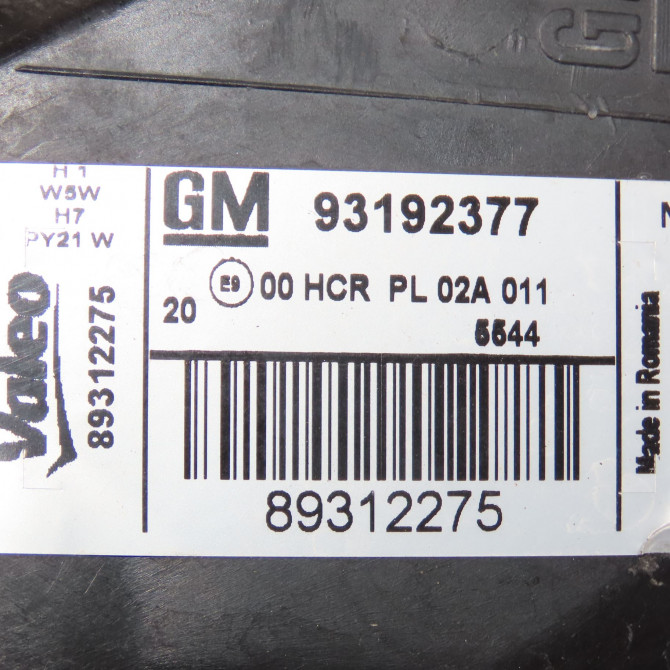 H1
W5W
H7
PY21 W
Valeo
89312275
GM 93192377
20 E9 00 HCR PL 02A 011
5544
89312275
Made in Romania
N
G